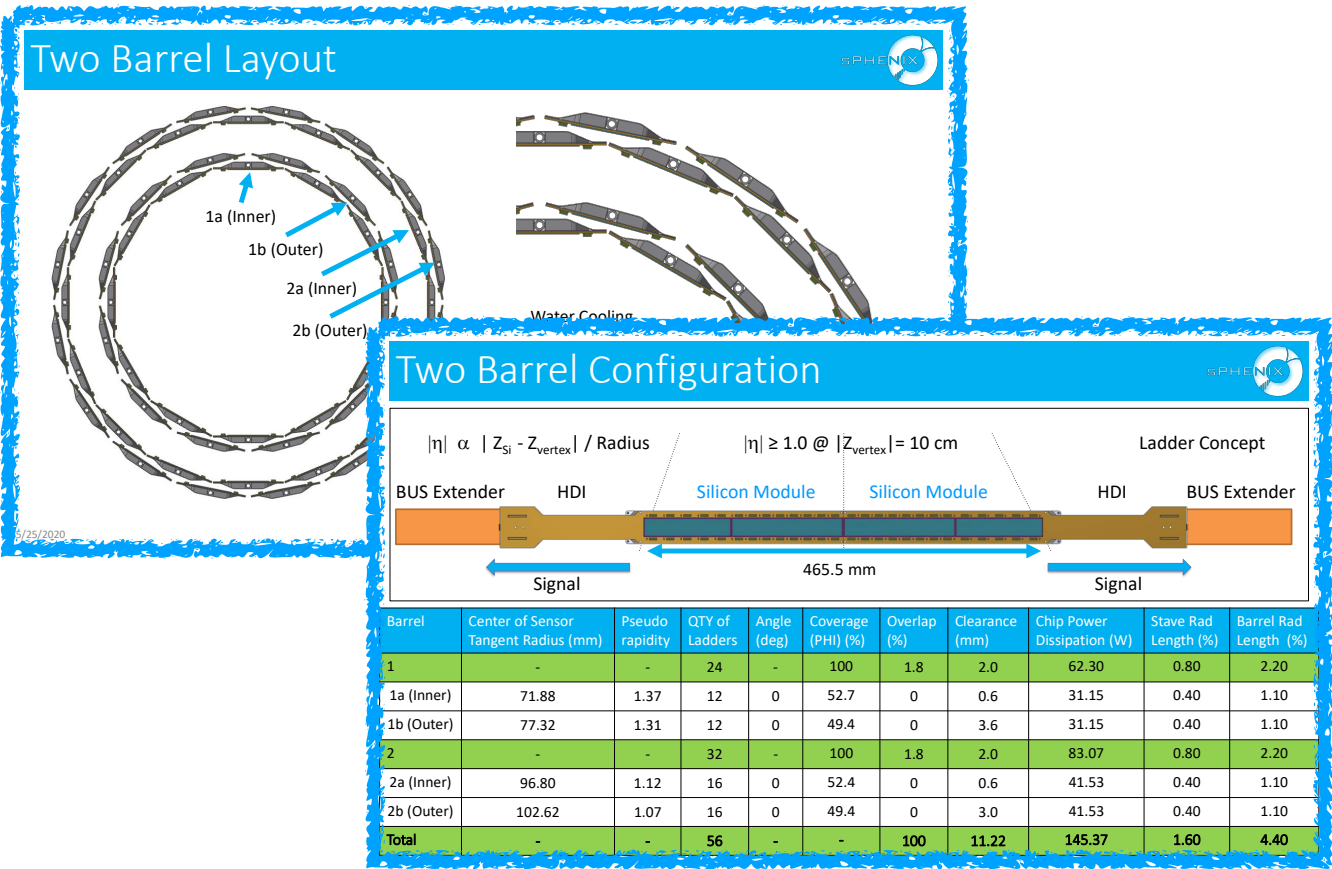 Two Barrel Layout
sPHENIX
1a (Inner)
1b (Outer)
2a (Inner)
2b (Outer)
Water Cooling
5/25/2020
Two Barrel Configuration
sPHENIX
|η| α | Z_Si - Z_vertex| / Radius |η| ≥ 1.0 @ |Z_vertex|= 10 cm Ladder Concept
BUS Extender HDI Silicon Module Silicon Module HDI BUS Extender
465.5 mm
Signal Signal
Barrel Center of Sensor Tangent Radius (mm) Pseudo rapidity QTY of Ladders Angle (deg) Coverage (PHI) (%) Overlap (%) Clearance (mm) Chip Power Dissipation (W) Stave Rad Length (%) Barrel Rad Length (%)
1 - - 24 - 100 1.8 2.0 62.30 0.80 2.20
1a (Inner) 71.88 1.37 12 0 52.7 0 0.6 31.15 0.40 1.10
1b (Outer) 77.32 1.31 12 0 49.4 0 3.6 31.15 0.40 1.10
2 - - 32 - 100 1.8 2.0 83.07 0.80 2.20
2a (Inner) 96.80 1.12 16 0 52.4 0 0.6 41.53 0.40 1.10
2b (Outer) 102.62 1.07 16 0 49.4 0 3.0 41.53 0.40 1.10
Total - - 56 - - 100 11.22 145.37 1.60 4.40